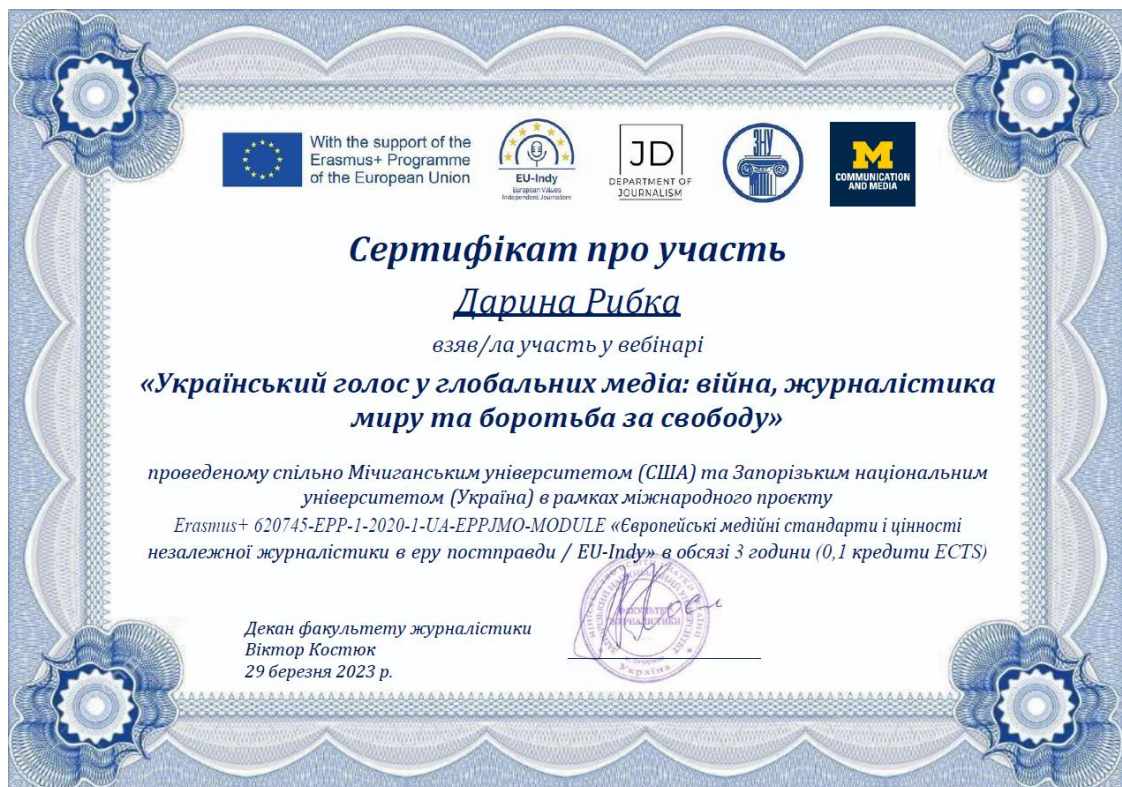 With the support of the
Erasmus+ Programme
of the European Union
EU-Indy
European Values
Independent Journalism
JD
DEPARTMENT OF
JOURNALISM
ЗНУ
M
COMMUNICATION
AND MEDIA
Сертифікат про участь
Дарина Рибка
взяв/ла участь у вебінарі
«Український голос у глобальних медіа: війна, журналістика
миру та боротьба за свободу»
проведеному спільно Мічиганським університетом (США) та Запорізьким національним
університетом (Україна) в рамках міжнародного проєкту
Erasmus+ 620745-EPP-1-2020-1-UA-EPPJMO-MODULE «Європейські медійні стандарти і цінності
незалежної журналістики в еру постправди / EU-Indy» в обсязі 3 години (0,1 кредити ECTS)
Декан факультету журналістики
Віктор Костюк
29 березня 2023 р.
ФАКУЛЬТЕТ
ЖУРНАЛІСТИКИ
Україна